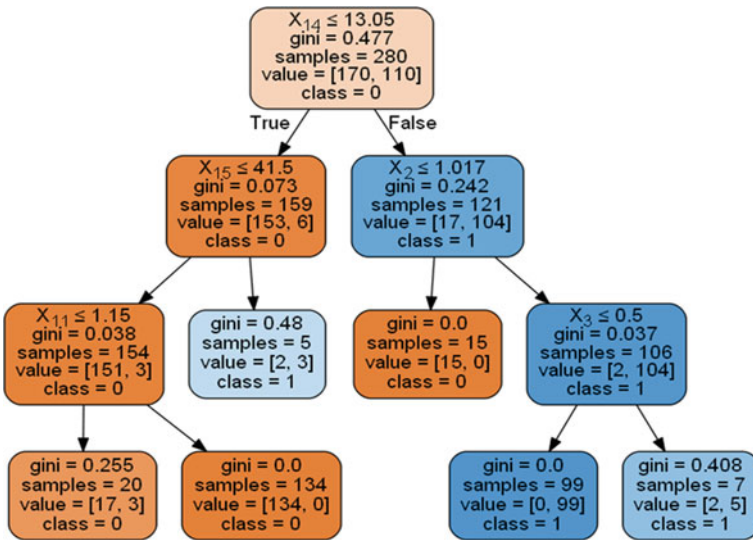 X₁₄ ≤ 13.05
gini = 0.477
samples = 280
value = [170, 110]
class = 0
True
False
X₁₅ ≤ 41.5
gini = 0.073
samples = 159
value = [153, 6]
class = 0
X₂ ≤ 1.017
gini = 0.242
samples = 121
value = [17, 104]
class = 1
X₁₁ ≤ 1.15
gini = 0.038
samples = 154
value = [151, 3]
class = 0
gini = 0.48
samples = 5
value = [2, 3]
class = 1
gini = 0.0
samples = 15
value = [15, 0]
class = 0
X₃ ≤ 0.5
gini = 0.037
samples = 106
value = [2, 104]
class = 1
gini = 0.255
samples = 20
value = [17, 3]
class = 0
gini = 0.0
samples = 134
value = [134, 0]
class = 0
gini = 0.0
samples = 99
value = [0, 99]
class = 1
gini = 0.408
samples = 7
value = [2, 5]
class = 1